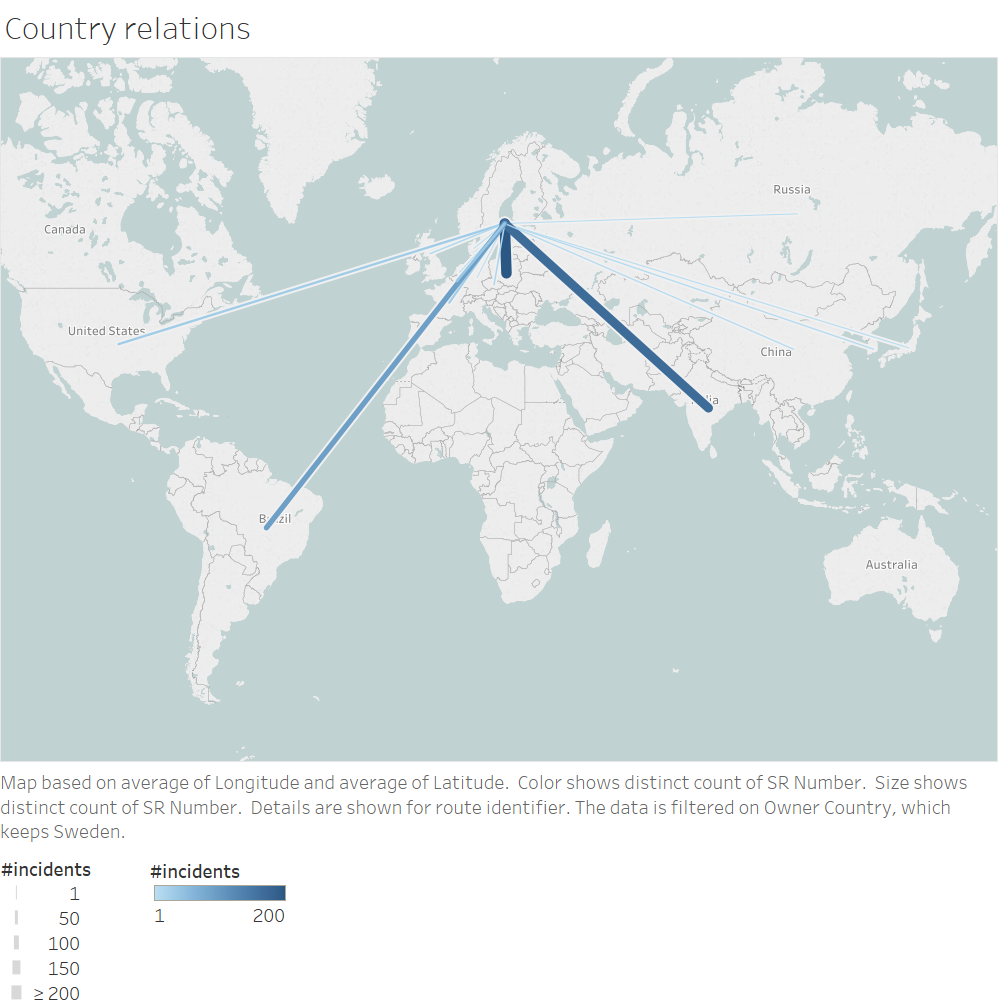 Country relations
Russia
Canada
United States
China
Australia
Map based on average of Longitude and average of Latitude.  Color shows distinct count of SR Number.  Size shows
distinct count of SR Number.  Details are shown for route identifier. The data is filtered on Owner Country, which
keeps Sweden.
#incidents
1
50
100
150
≥ 200
#incidents
1 200